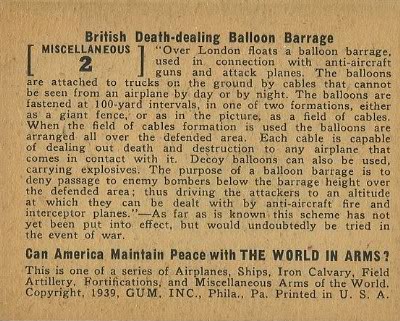 British Death-dealing Balloon Barrage
MISCELLANEOUS
2
"Over London floats a balloon barrage,
used in connection with anti-aircraft
guns and attack planes. The balloons
are attached to trucks on the ground by cables that cannot
be seen from an airplane by day or by night. The balloons are
fastened at 100-yard intervals, in one of two formations, either
as a giant fence, or as in the picture, as a field of cables.
When the field of cables formation is used the balloons are
arranged all over the defended area. Each cable is capable
of dealing out death and destruction to any airplane that
comes in contact with it. Decoy balloons can also be used,
carrying explosives. The purpose of a balloon barrage is to
deny passage to enemy bombers below the barrage height over
the defended area; thus driving the attackers to an altitude
at which they can be dealt with by anti-aircraft fire and
interceptor planes."—As far as is known this scheme has not
yet been put into effect, but would undoubtedly be tried
in the event of war.
Can America Maintain Peace with THE WORLD IN ARMS?
This is one of a series of Airplanes, Ships, Iron Calvary, Field
Artillery, Fortifications, and Miscellaneous Arms of the World.
Copyright, 1939, GUM, INC., Phila., Pa. Printed in U. S. A.